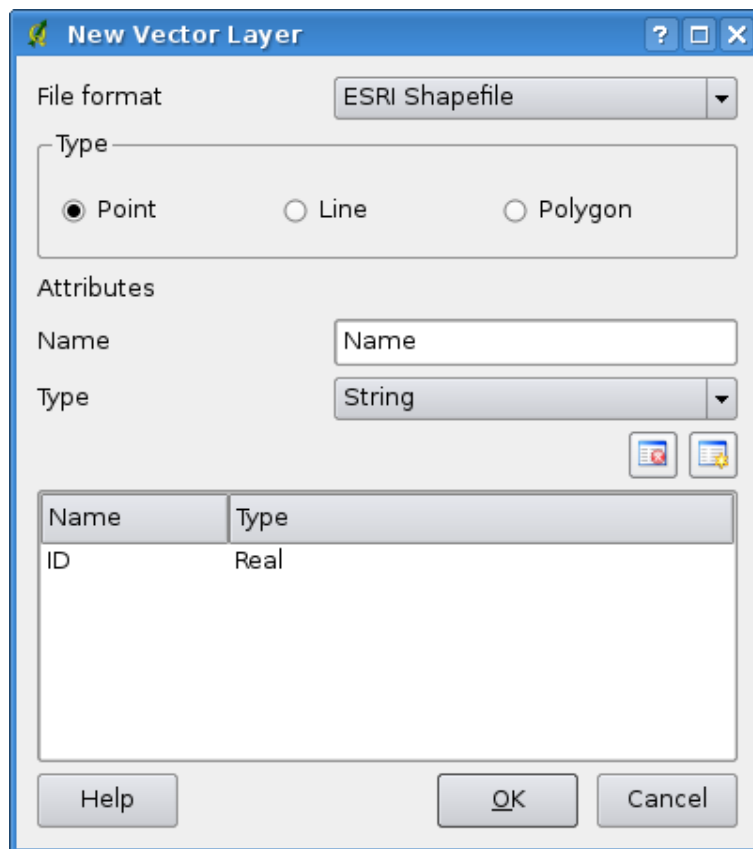 New Vector Layer
File format ESRI Shapefile
Type
Point Line Polygon
Attributes
Name Name
Type String
Name Type
ID Real
Help OK Cancel